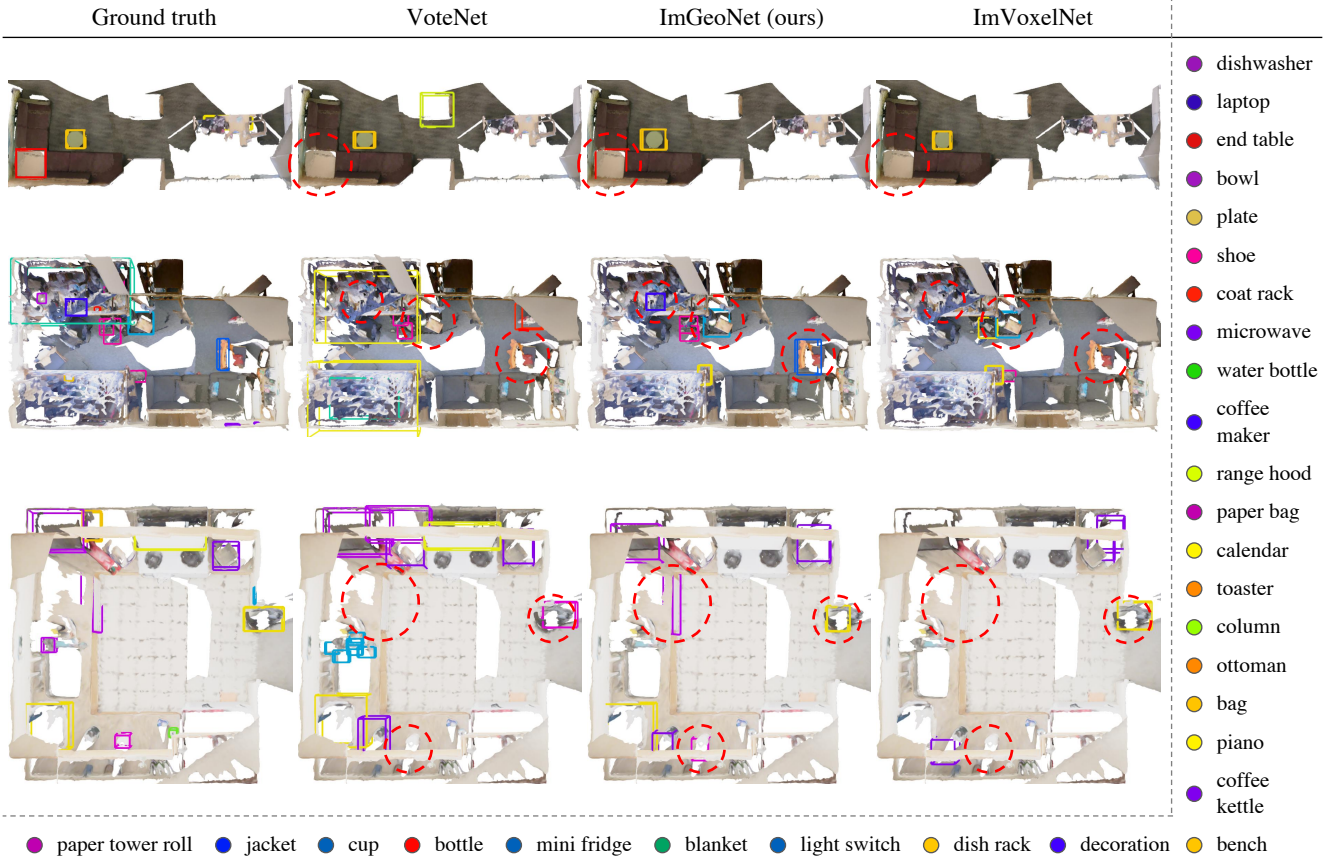 Ground truth VoteNet ImGeoNet (ours) ImVoxelNet
dishwasher
laptop
end table
bowl
plate
shoe
coat rack
microwave
water bottle
coffee
maker
range hood
paper bag
calendar
toaster
column
ottoman
bag
piano
coffee
kettle
paper tower roll jacket cup bottle mini fridge blanket light switch dish rack decoration bench